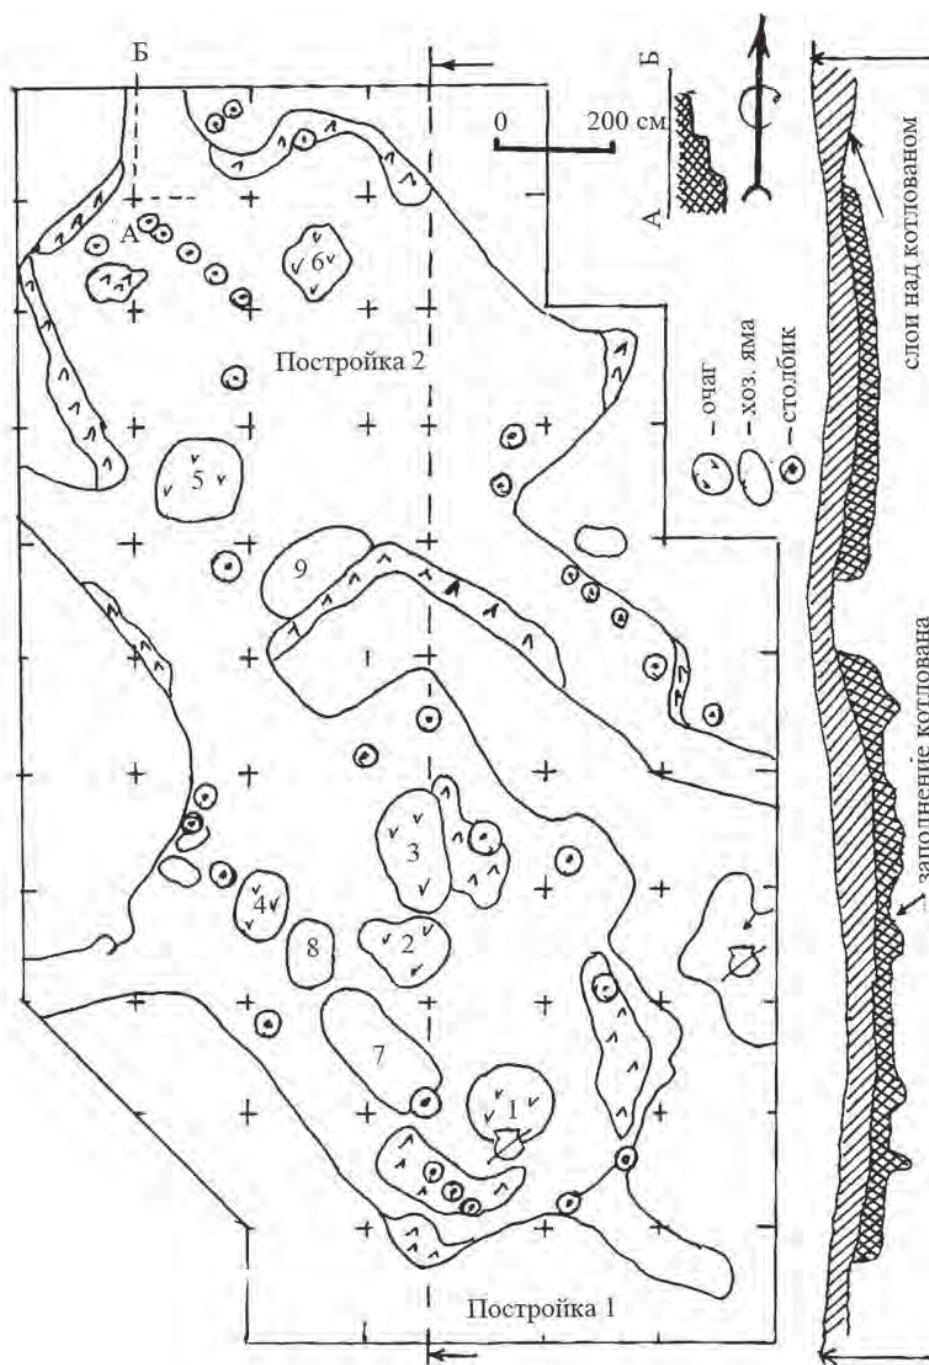 Б
0 200 см
Б
А
А
6
Постройка 2
– очаг
– хоз. яма
– столбик
слои над котлованом
5
9
3
4
2
8
7
1
заполнение котлована
Постройка 1